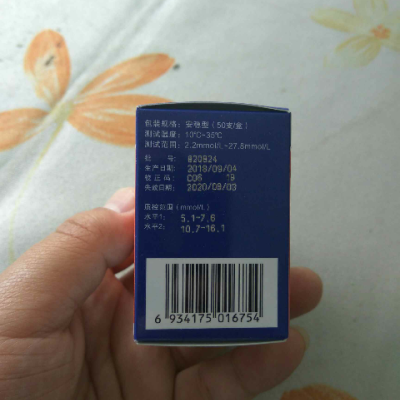 包装规格：安稳型（50支/盒）
测试温度：10℃-35℃
测试范围：2.2mmol/L-27.8mmol/L
批 号： 820824
生产日期：2018/09/04
校正码：C06 19
失效日期：2020/09/03
质控范围（mmol/L）
水平1： 5.1-7.6
水平2： 10.7-16.1
6 934175 016754